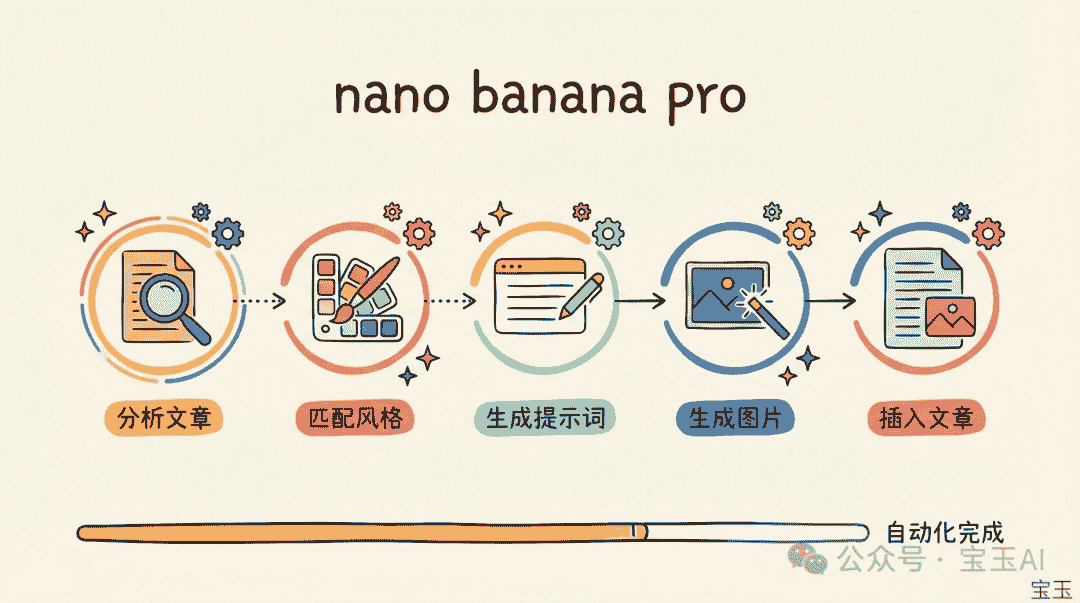 nano banana pro
分析文章
匹配风格
生成提示词
生成图片
插入文章
自动化完成
公众号 · 宝玉AI
宝玉